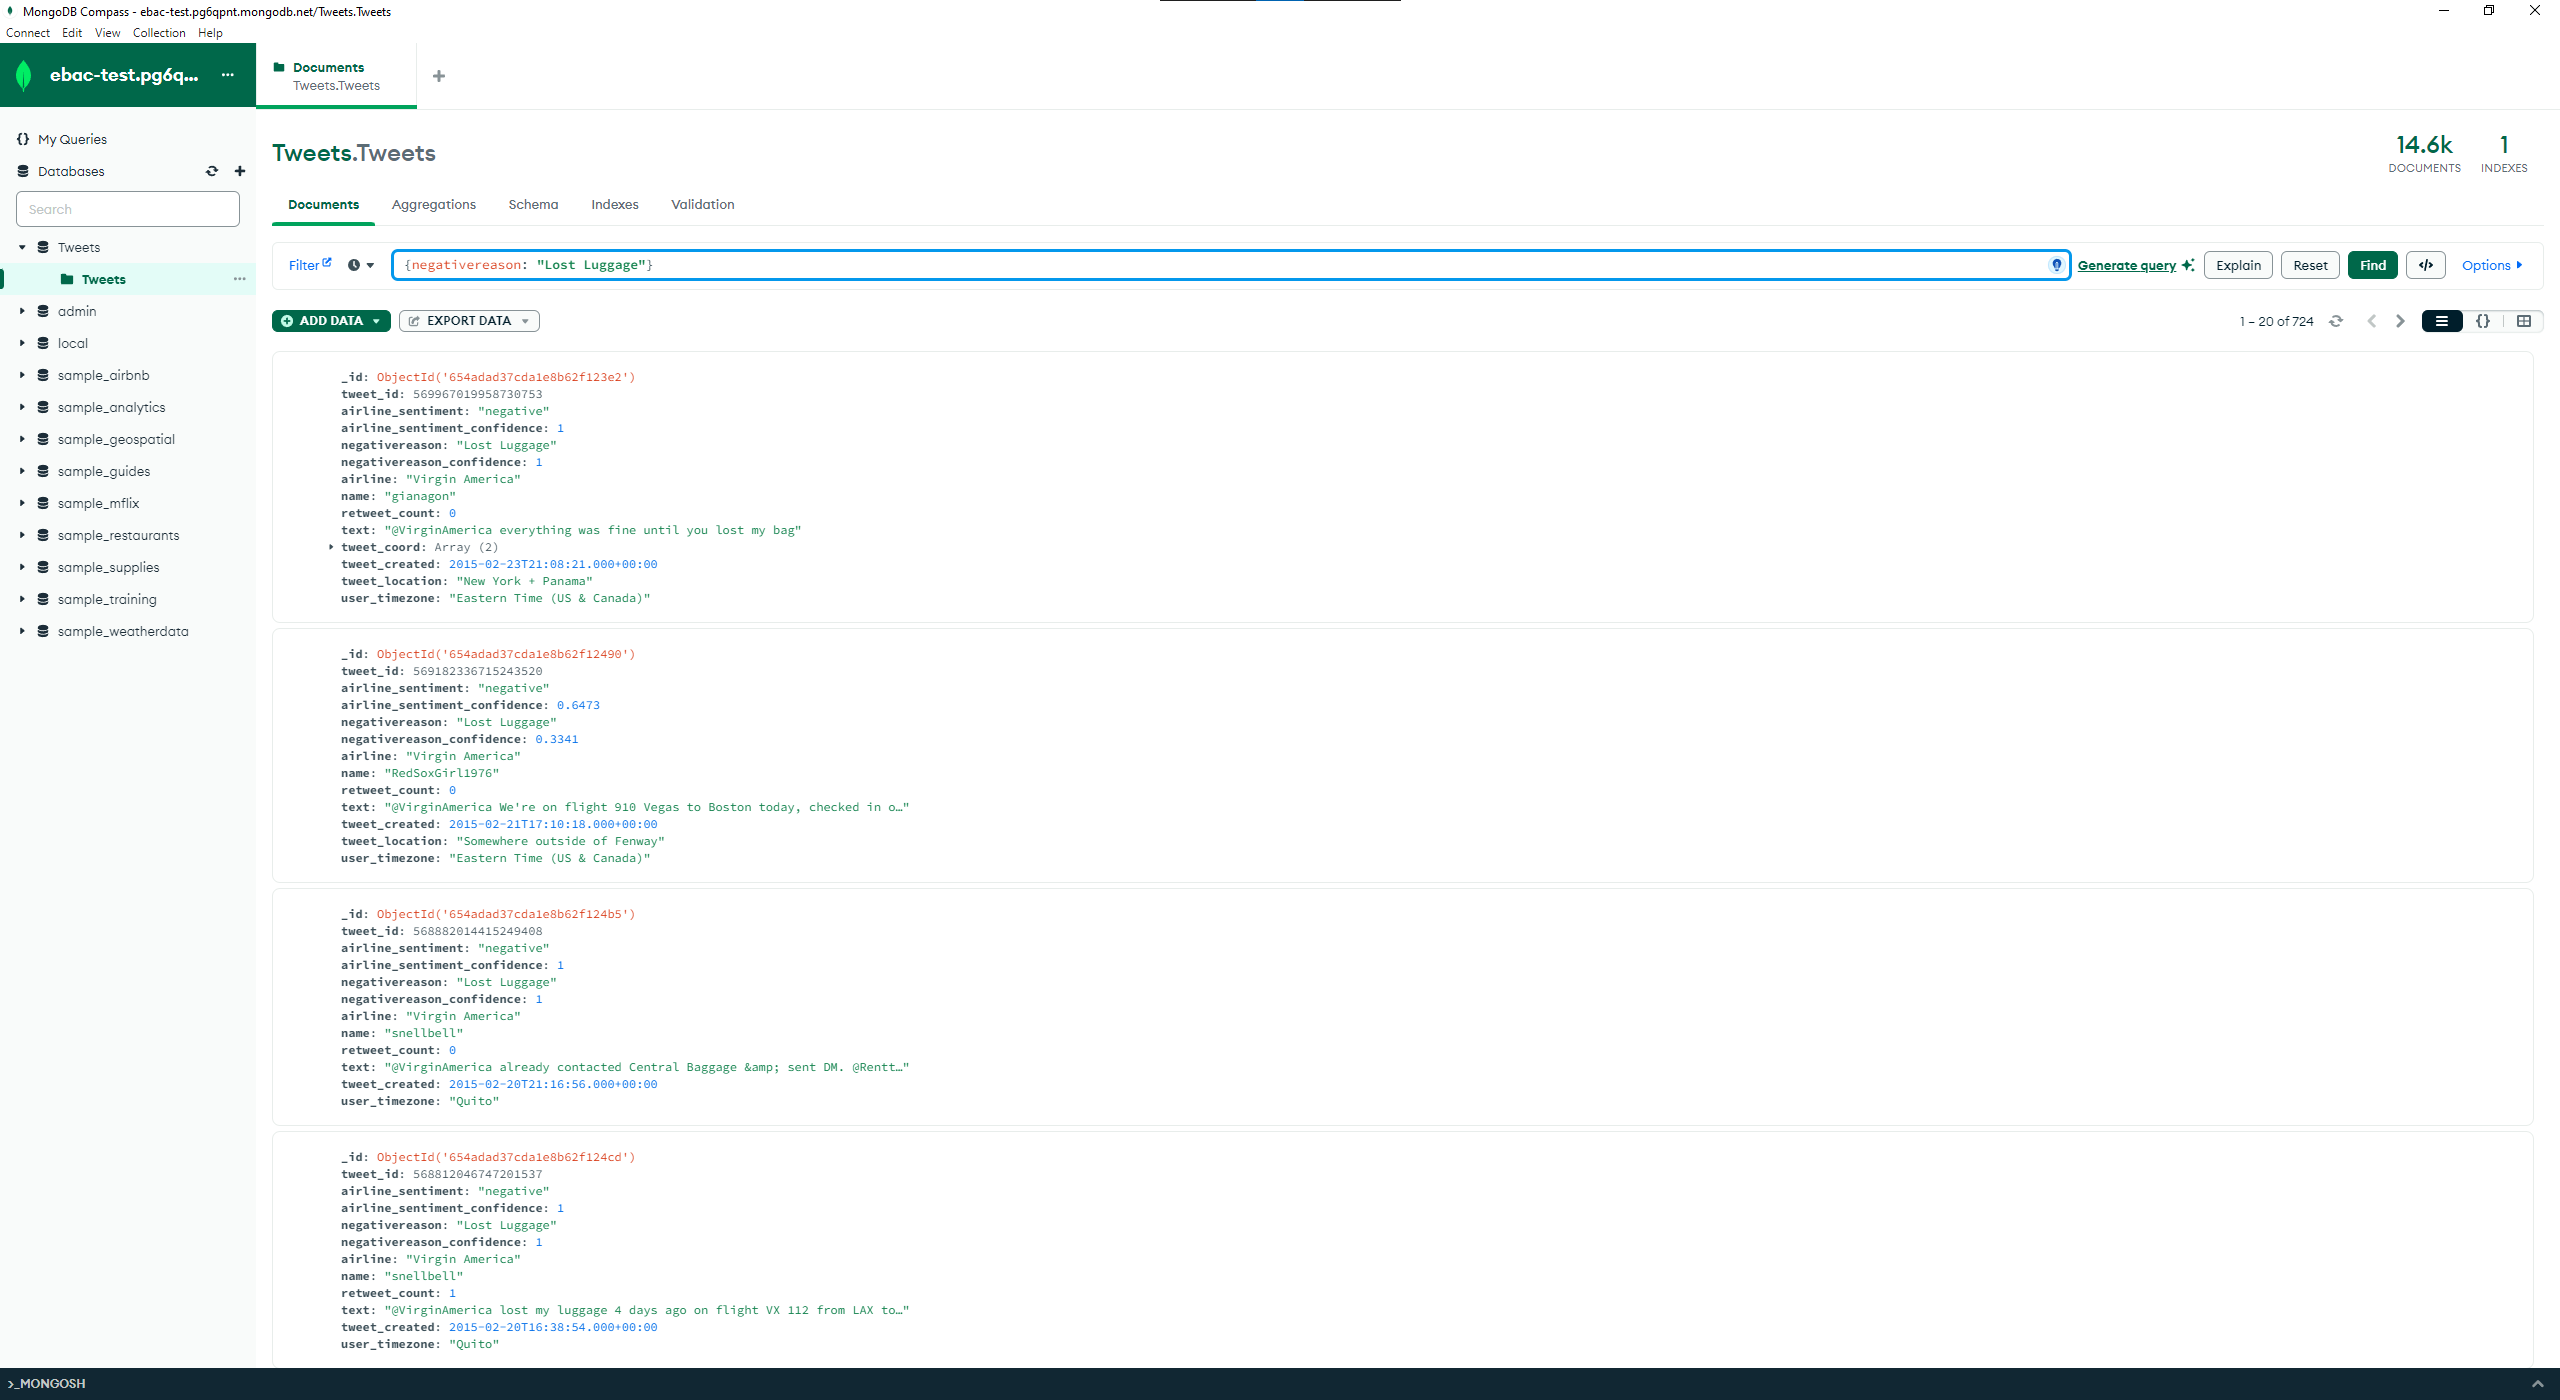 MongoDB Compass - ebac-test.pg6qpnt.mongodb.net/Tweets.Tweets
Connect Edit View Collection Help
ebac-test.pg6q...
Documents
Tweets.Tweets
My Queries
Databases
Search
Tweets
Tweets
admin
local
sample_airbnb
sample_analytics
sample_geospatial
sample_guides
sample_mflix
sample_restaurants
sample_supplies
sample_training
sample_weatherdata
Tweets.Tweets
14.6k
DOCUMENTS
1
INDEXES
Documents Aggregations Schema Indexes Validation
Filter {negativereason: "Lost Luggage"} Generate query Explain Reset Find </> Options
ADD DATA EXPORT DATA 1 – 20 of 724 {}
_id: ObjectId('654adad37cda1e8b62f123e2')
tweet_id: 569967019958730753
airline_sentiment: "negative"
airline_sentiment_confidence: 1
negativereason: "Lost Luggage"
negativereason_confidence: 1
airline: "Virgin America"
name: "gianagon"
retweet_count: 0
text: "@VirginAmerica everything was fine until you lost my bag"
tweet_coord: Array (2)
tweet_created: 2015-02-23T21:08:21.000+00:00
tweet_location: "New York + Panama"
user_timezone: "Eastern Time (US & Canada)"
_id: ObjectId('654adad37cda1e8b62f12490')
tweet_id: 569182336715243520
airline_sentiment: "negative"
airline_sentiment_confidence: 0.6473
negativereason: "Lost Luggage"
negativereason_confidence: 0.3341
airline: "Virgin America"
name: "RedSoxGirl1976"
retweet_count: 0
text: "@VirginAmerica We're on flight 910 Vegas to Boston today, checked in o…"
tweet_created: 2015-02-21T17:10:18.000+00:00
tweet_location: "Somewhere outside of Fenway"
user_timezone: "Eastern Time (US & Canada)"
_id: ObjectId('654adad37cda1e8b62f124b5')
tweet_id: 568882014415249408
airline_sentiment: "negative"
airline_sentiment_confidence: 1
negativereason: "Lost Luggage"
negativereason_confidence: 1
airline: "Virgin America"
name: "snellbell"
retweet_count: 0
text: "@VirginAmerica already contacted Central Baggage &amp; sent DM. @Rentt…"
tweet_created: 2015-02-20T21:16:56.000+00:00
user_timezone: "Quito"
_id: ObjectId('654adad37cda1e8b62f124cd')
tweet_id: 568812046747201537
airline_sentiment: "negative"
airline_sentiment_confidence: 1
negativereason: "Lost Luggage"
negativereason_confidence: 1
airline: "Virgin America"
name: "snellbell"
retweet_count: 1
text: "@VirginAmerica lost my luggage 4 days ago on flight VX 112 from LAX to…"
tweet_created: 2015-02-20T16:38:54.000+00:00
user_timezone: "Quito"
>_MONGOSH